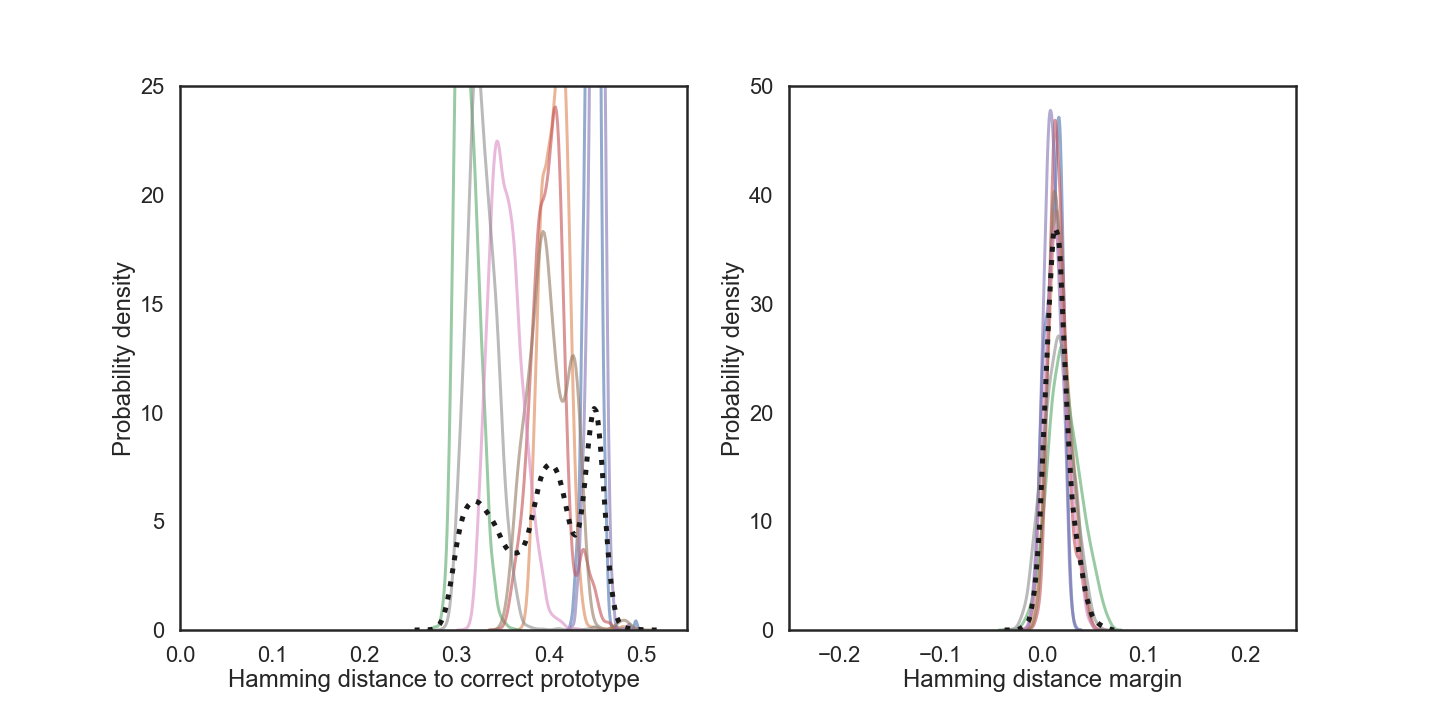 25
20
15
10
5
0
Probability density
0.0 0.1 0.2 0.3 0.4 0.5
Hamming distance to correct prototype
50
40
30
20
10
0
Probability density
−0.2 −0.1 0.0 0.1 0.2
Hamming distance margin